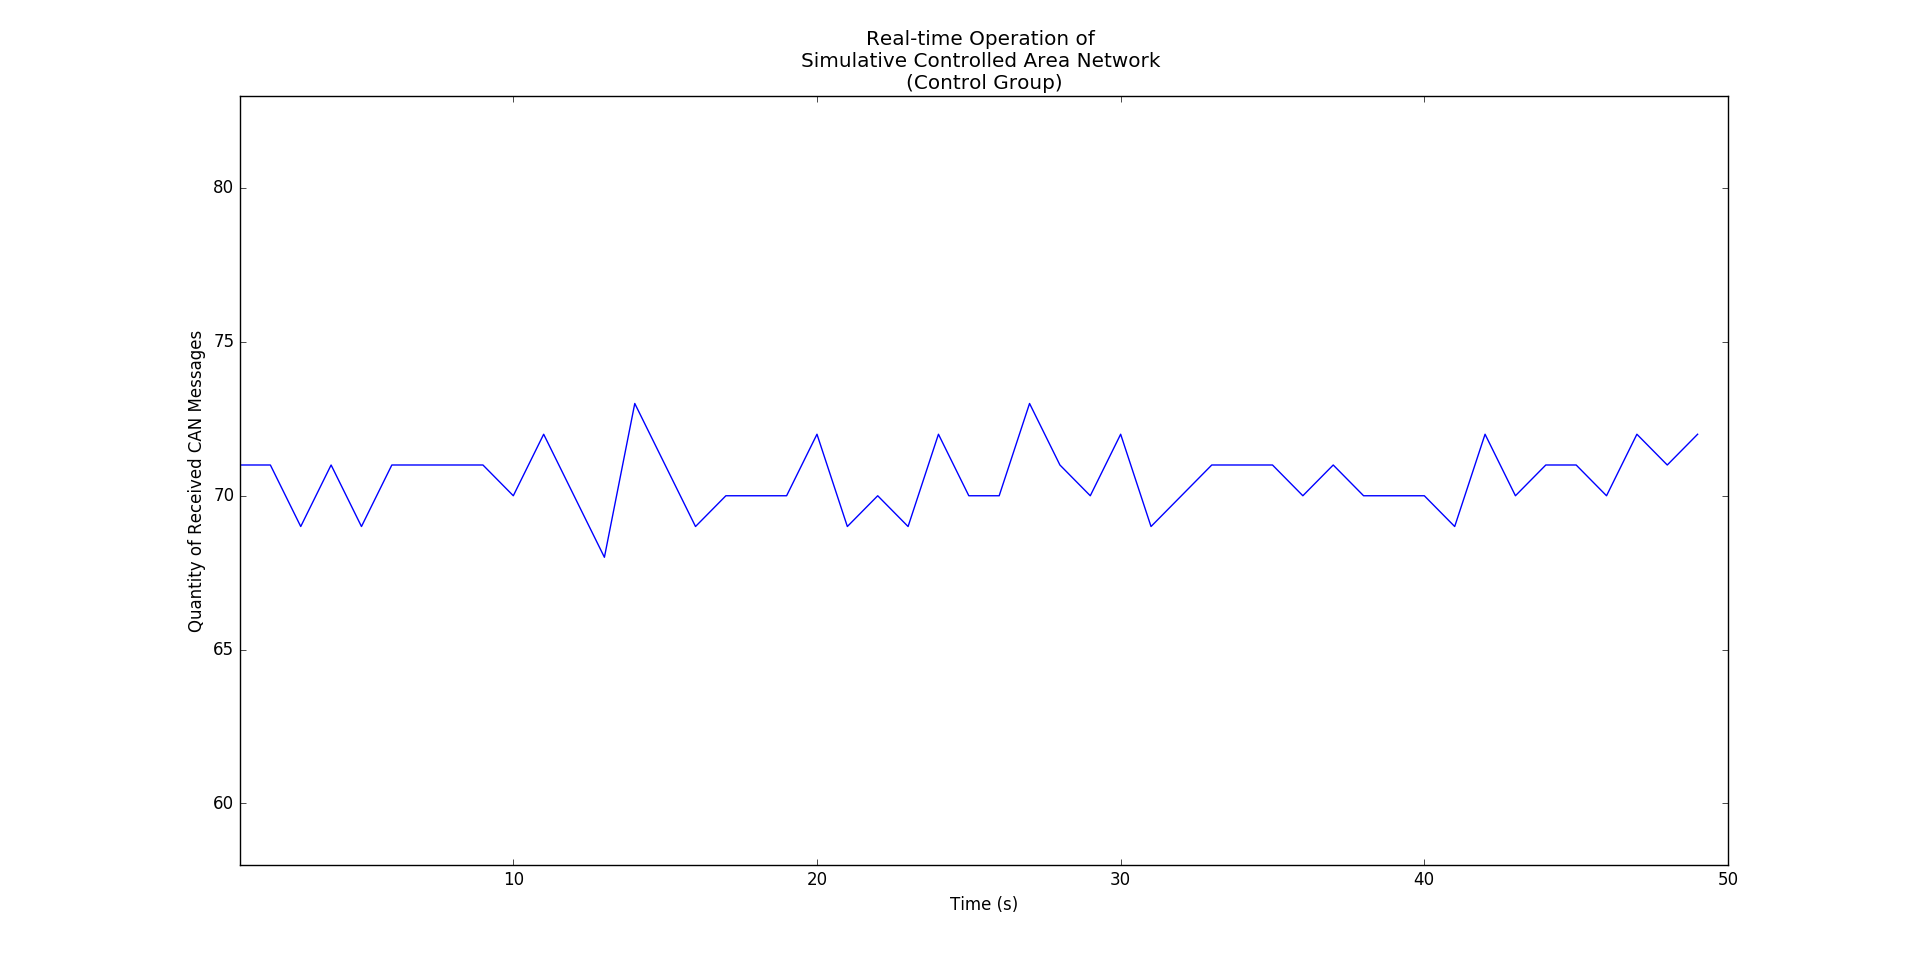 Real-time Operation of
Simulative Controlled Area Network
(Control Group)
Quantity of Received CAN Messages
80
75
70
65
60
10
20
30
40
50
Time (s)